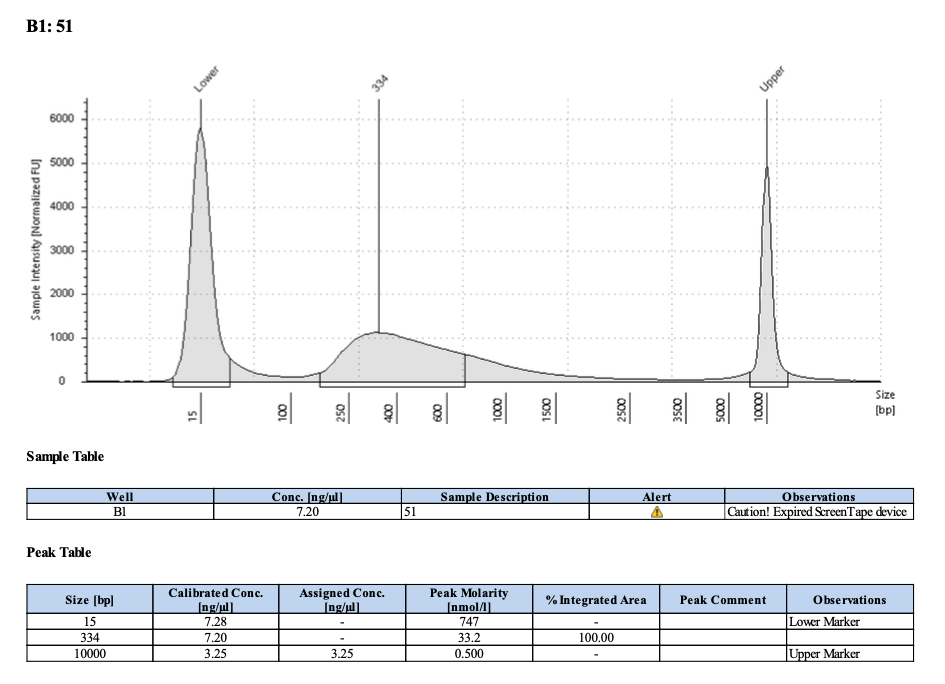 B1: 51
Lower
334
Upper
Sample Intensity [Normalized FU]
6000
5000
4000
3000
2000
1000
0
15
100
250
400
600
1000
1500
2500
3500
5000
10000
Size
[bp]
Sample Table
Well Conc. [ng/µl] Sample Description Alert Observations
B1 7.20 51 Caution! Expired ScreenTape device
Peak Table
Size [bp] Calibrated Conc. [ng/µl] Assigned Conc. [ng/µl] Peak Molarity [nmol/l] % Integrated Area Peak Comment Observations
15 7.28 - 747 - Lower Marker
334 7.20 - 33.2 100.00
10000 3.25 3.25 0.500 - Upper Marker